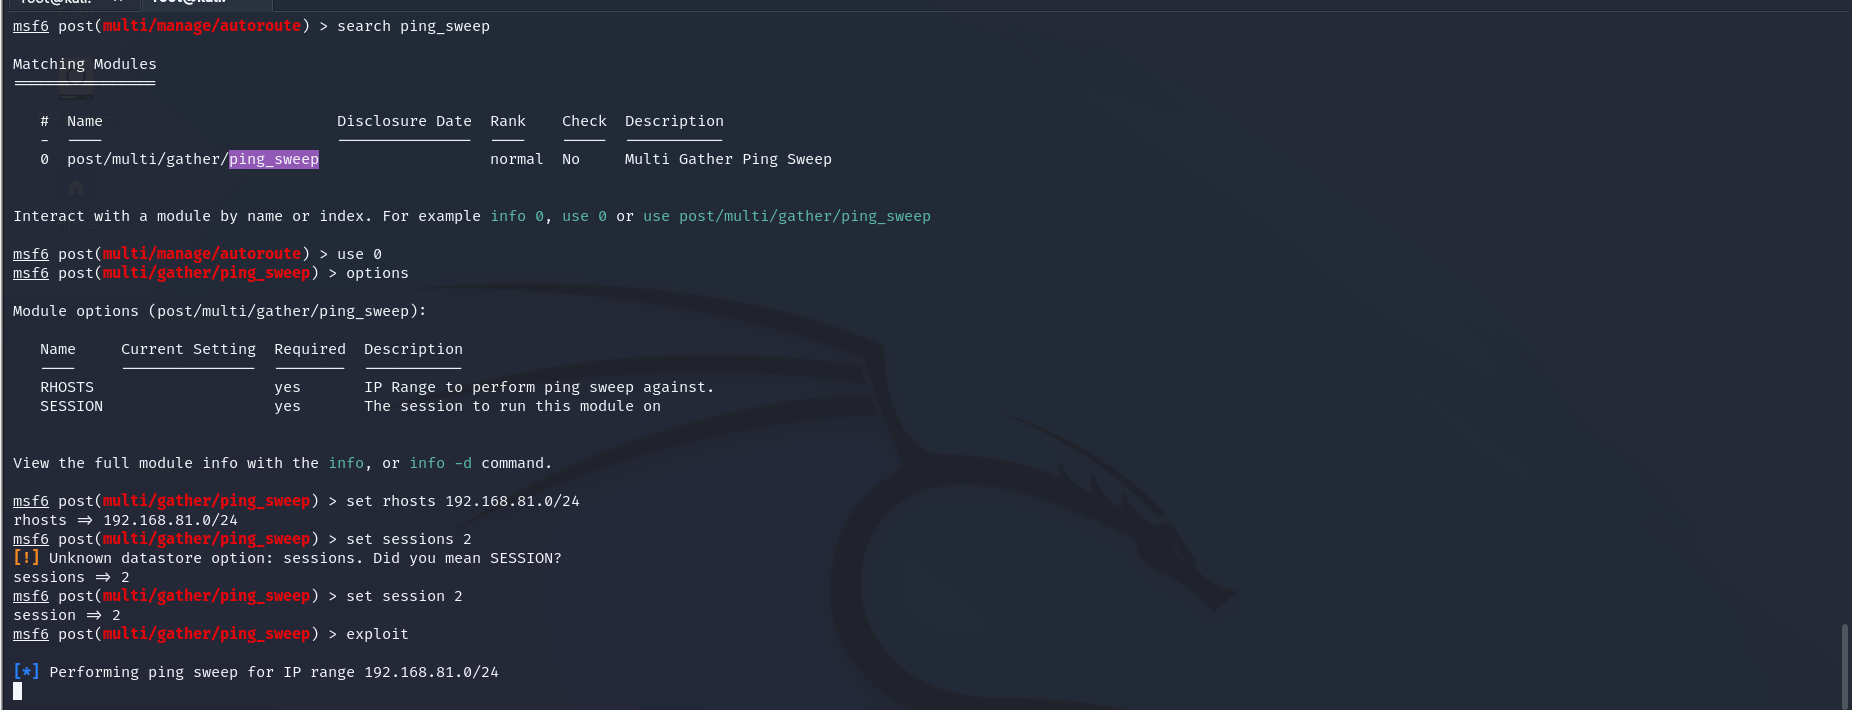 msf6 post(multi/manage/autoroute) > search ping_sweep
Matching Modules
================
# Name Disclosure Date Rank Check Description
- ---- --------------- ---- ----- -----------
0 post/multi/gather/ping_sweep normal No Multi Gather Ping Sweep
Interact with a module by name or index. For example info 0, use 0 or use post/multi/gather/ping_sweep
msf6 post(multi/manage/autoroute) > use 0
msf6 post(multi/gather/ping_sweep) > options
Module options (post/multi/gather/ping_sweep):
Name Current Setting Required Description
---- --------------- -------- -----------
RHOSTS yes IP Range to perform ping sweep against.
SESSION yes The session to run this module on
View the full module info with the info, or info -d command.
msf6 post(multi/gather/ping_sweep) > set rhosts 192.168.81.0/24
rhosts => 192.168.81.0/24
msf6 post(multi/gather/ping_sweep) > set sessions 2
[!] Unknown datastore option: sessions. Did you mean SESSION?
sessions => 2
msf6 post(multi/gather/ping_sweep) > set session 2
session => 2
msf6 post(multi/gather/ping_sweep) > exploit
[*] Performing ping sweep for IP range 192.168.81.0/24